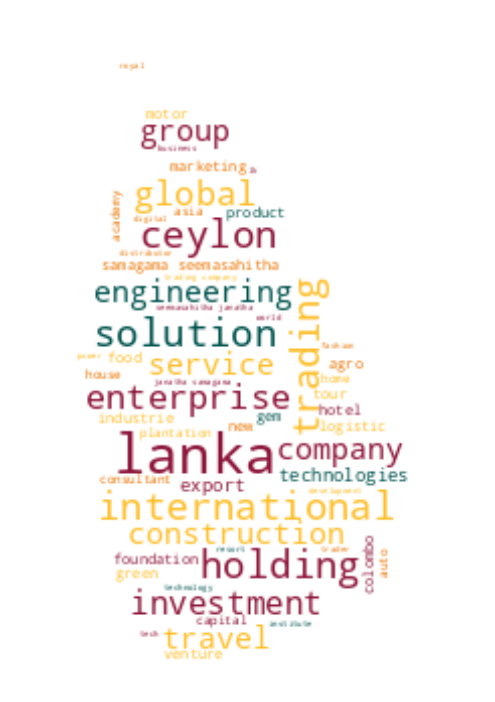 royal
motor
group
business
marketing
global
academy
asia
product
digital
ceylon
distributor
samagama seemasahitha
trading company
engineering
trading
seemasahitha janatha
world
solution
fashion
power
food
service
agro
house
janatha samagama
home
enterprise
tour
hotel
industrie
gem
new
logistic
plantation
lanka
company
consultant
technologies
export
development
international
construction
resort
trader
foundation
holding
colombo
auto
green
technology
investment
capital
institute
tech
travel
venture